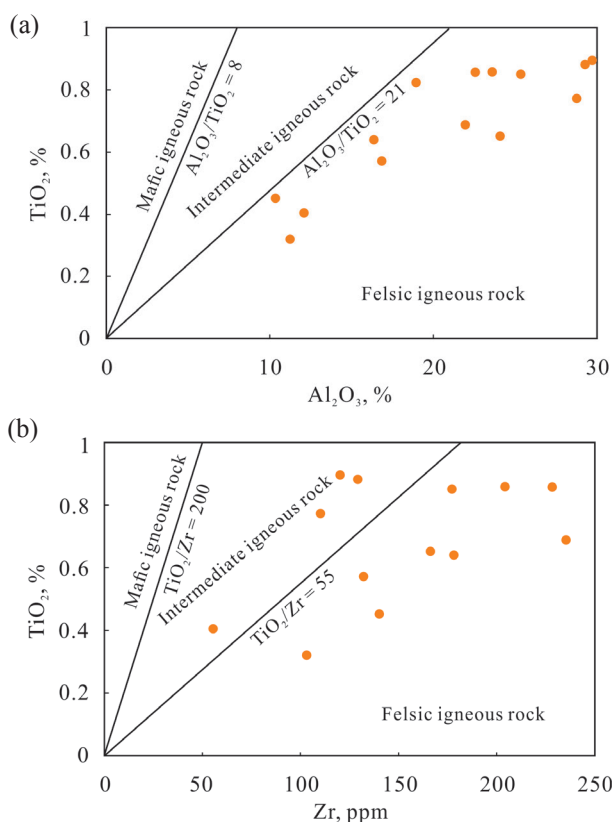 (a)
1
0.8
0.6
0.4
0.2
0
TiO₂, %
Mafic igneous rock
Al₂O₃/TiO₂ = 8
Intermediate igneous rock
Al₂O₃/TiO₂ = 21
Felsic igneous rock
0 10 20 30
Al₂O₃, %
(b)
1
0.8
0.6
0.4
0.2
0
TiO₂, %
Mafic igneous rock
TiO₂/Zr = 200
Intermediate igneous rock
TiO₂/Zr = 55
Felsic igneous rock
0 50 100 150 200 250
Zr, ppm